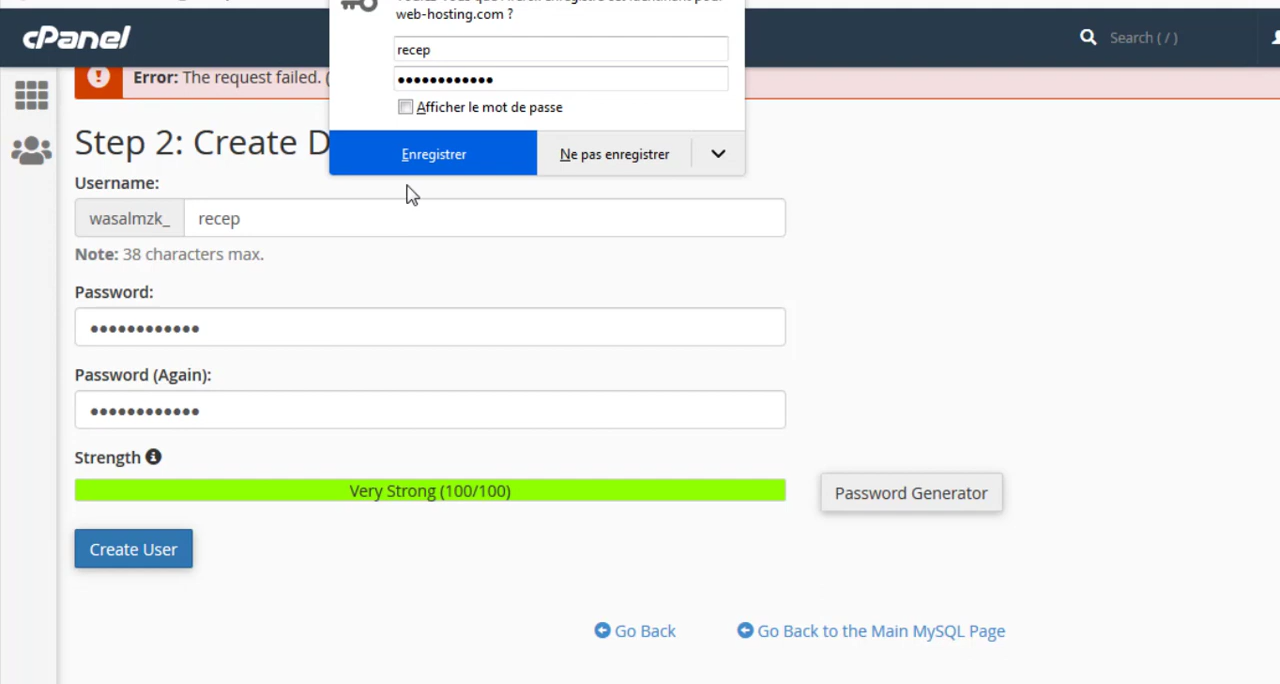 web-hosting.com ?
cPanel
Search ( / )
recep
Error: The request failed. (
••••••••••••
Afficher le mot de passe
Step 2: Create D
Enregistrer
Ne pas enregistrer
Username:
wasalmzk_
recep
Note: 38 characters max.
Password:
••••••••••••
Password (Again):
••••••••••••
Strength
Very Strong (100/100)
Password Generator
Create User
Go Back
Go Back to the Main MySQL Page